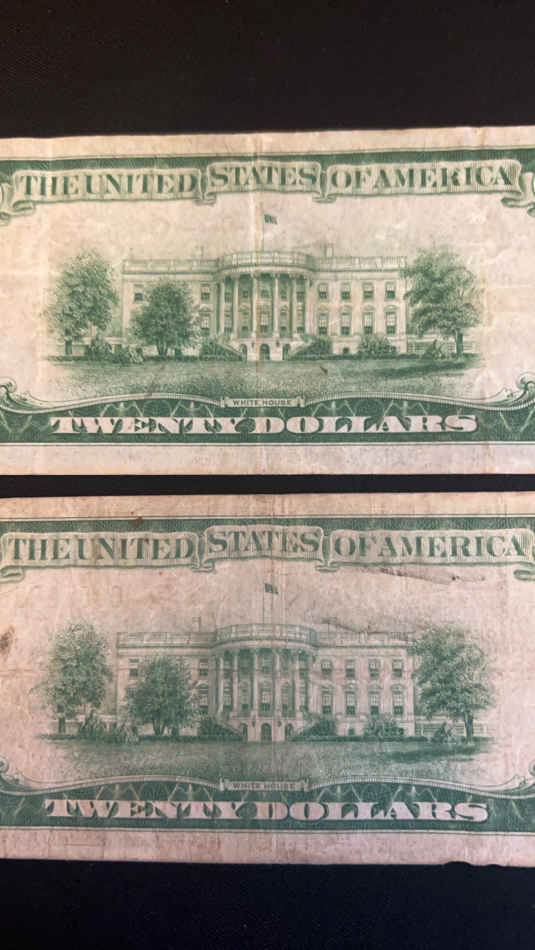 THE UNITED STATES OF AMERICA
WHITE HOUSE
TWENTY DOLLARS
THE UNITED STATES OF AMERICA
WHITE HOUSE
TWENTY DOLLARS